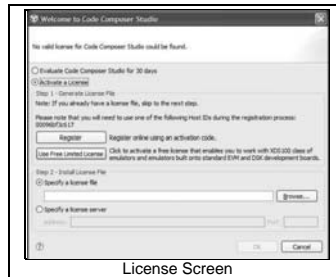 Welcome to Code Composer Studio
No valid license for Code Composer Studio could be found.
Evaluate Code Composer Studio for 30 days
Activate a License
Step 1 - Generate License File
Note: If you already have a license file, skip to the next step.
Please note that you will need to use one of the following Host IDs during the registration process:
Register
Register online using an activation code.
Use Free Limited License
Click to activate a free license that enables you to work with XDS100 class of
emulators and emulators built onto standard EVM and DSK development boards.
Step 2 - Install License File
Specify a license file
Browse...
Specify a license server
Address:
Port:
OK
Cancel
License Screen